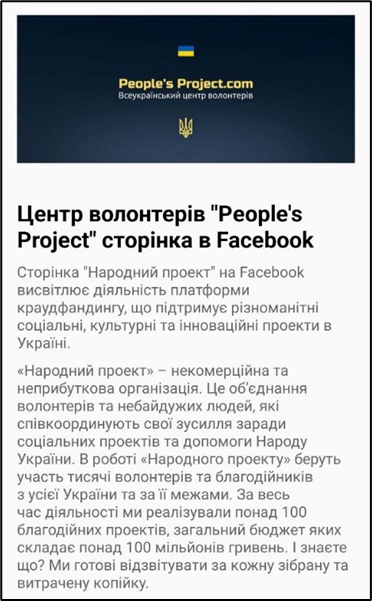 People's Project.com
Всеукраїнський центр волонтерів
Центр волонтерів "People's
Project" сторінка в Facebook
Сторінка "Народний проект" на Facebook
висвітлює діяльність платформи
краудфандингу, що підтримує різноманітні
соціальні, культурні та інноваційні проекти в
Україні.
«Народний проект» – некомерційна та
неприбуткова організація. Це об’єднання
волонтерів та небайдужих людей, які
співкоординують свої зусилля заради
соціальних проектів та допомоги Народу
України. В роботі «Народного проекту» беруть
участь тисячі волонтерів та благодійників
з усієї України та за її межами. За весь
час діяльності ми реалізували понад 100
благодійних проектів, загальний бюджет яких
складає понад 100 мільйонів гривень. І знаєте
що? Ми готові відзвітувати за кожну зібрану та
витрачену копійку.